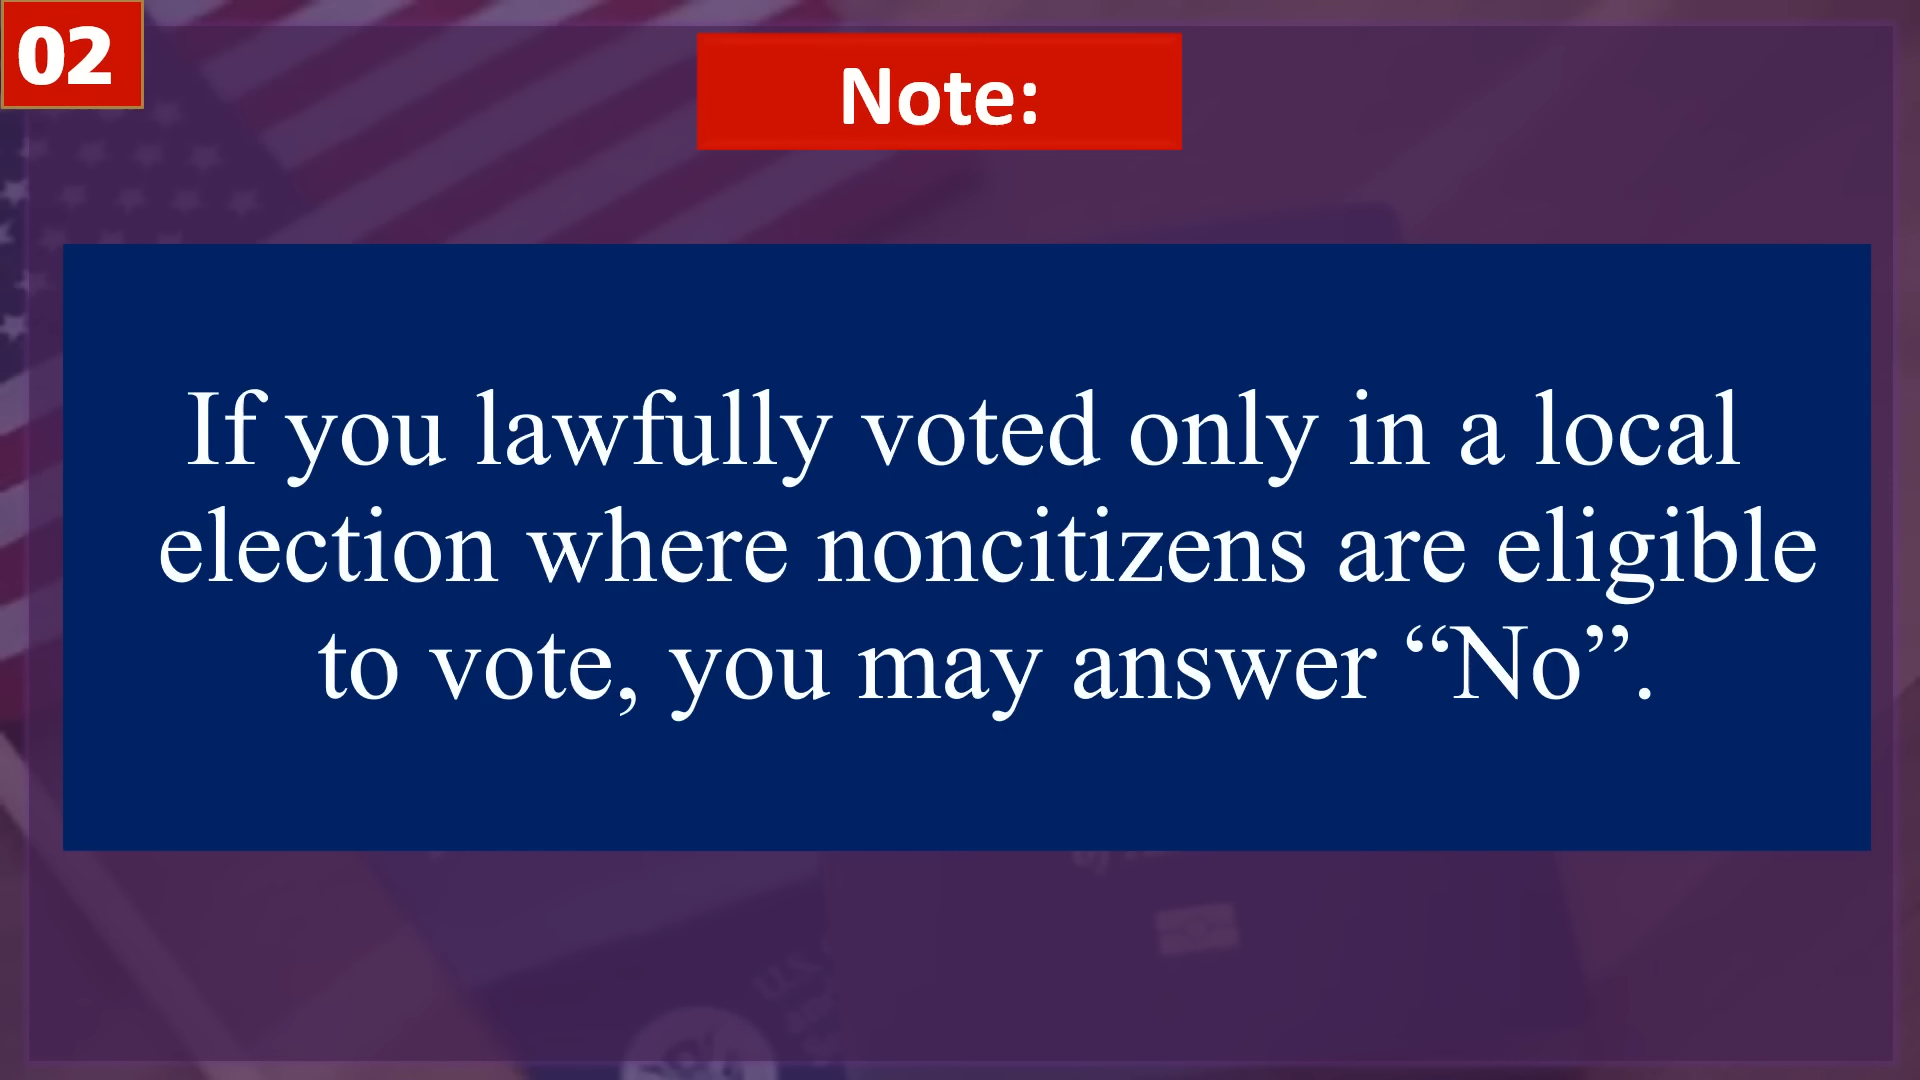 02
Note:
If you lawfully voted only in a local
election where noncitizens are eligible
to vote, you may answer “No”.